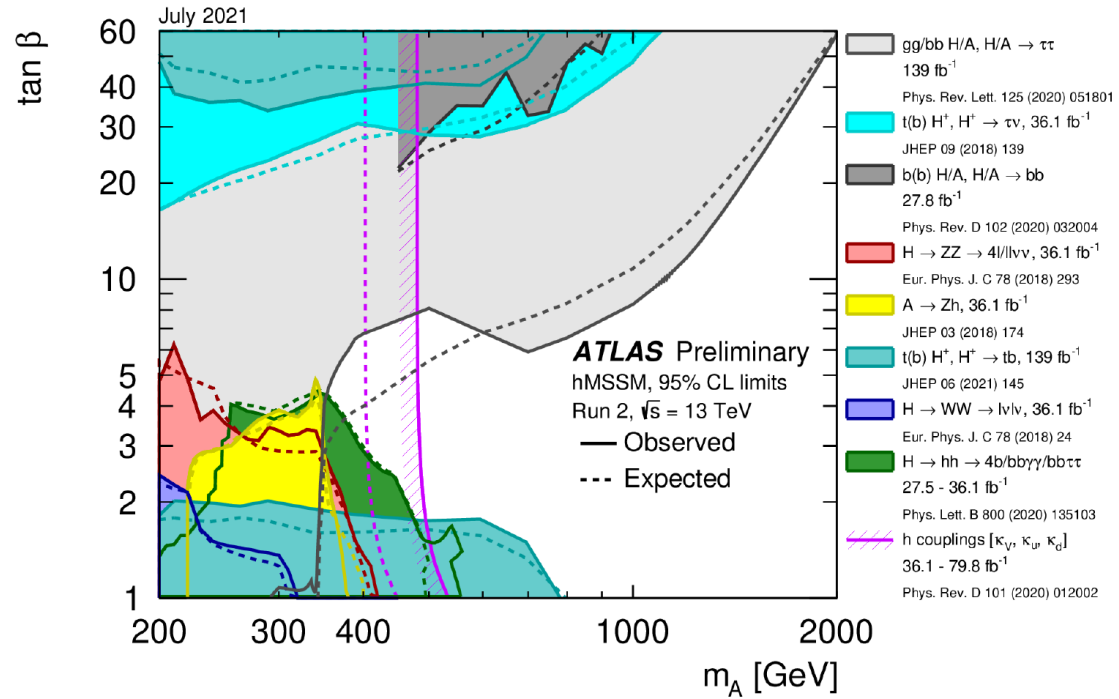 July 2021
tan β
60
40
30
20
10
5
4
3
2
1
200
300
400
1000
2000
m_A [GeV]
ATLAS Preliminary
hMSSM, 95% CL limits
Run 2, √s = 13 TeV
Observed
Expected
gg/bb H/A, H/A → ττ
139 fb⁻¹
Phys. Rev. Lett. 125 (2020) 051801
t(b) H⁺, H⁺ → τν, 36.1 fb⁻¹
JHEP 09 (2018) 139
b(b) H/A, H/A → bb
27.8 fb⁻¹
Phys. Rev. D 102 (2020) 032004
H → ZZ → 4l/llνν, 36.1 fb⁻¹
Eur. Phys. J. C 78 (2018) 293
A → Zh, 36.1 fb⁻¹
JHEP 03 (2018) 174
t(b) H⁺, H⁺ → tb, 139 fb⁻¹
JHEP 06 (2021) 145
H → WW → lνlν, 36.1 fb⁻¹
Eur. Phys. J. C 78 (2018) 24
H → hh → 4b/bbγγ/bbττ
27.5 - 36.1 fb⁻¹
Phys. Lett. B 800 (2020) 135103
h couplings [κ_V, κ_u, κ_d]
36.1 - 79.8 fb⁻¹
Phys. Rev. D 101 (2020) 012002